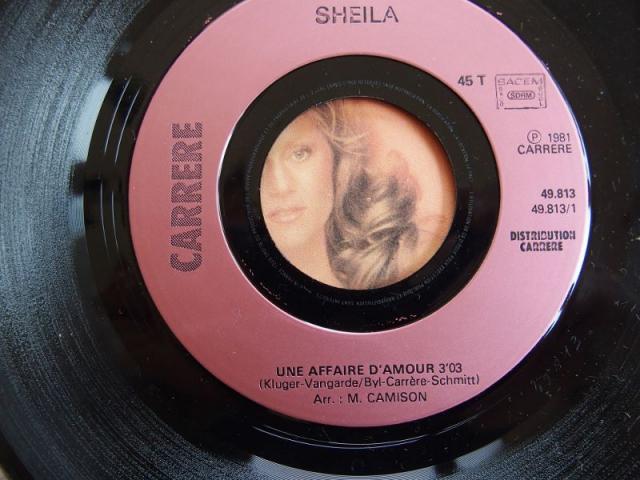 SHEILA
45 T
SACEM
SDRM
CARRERE
℗ 1981
CARRERE
49.813
49.813/1
DISTRIBUTION
CARRERE
UNE AFFAIRE D'AMOUR 3'03
(Kluger-Vangarde/Byl-Carrère-Schmitt)
Arr. : M. CAMISON